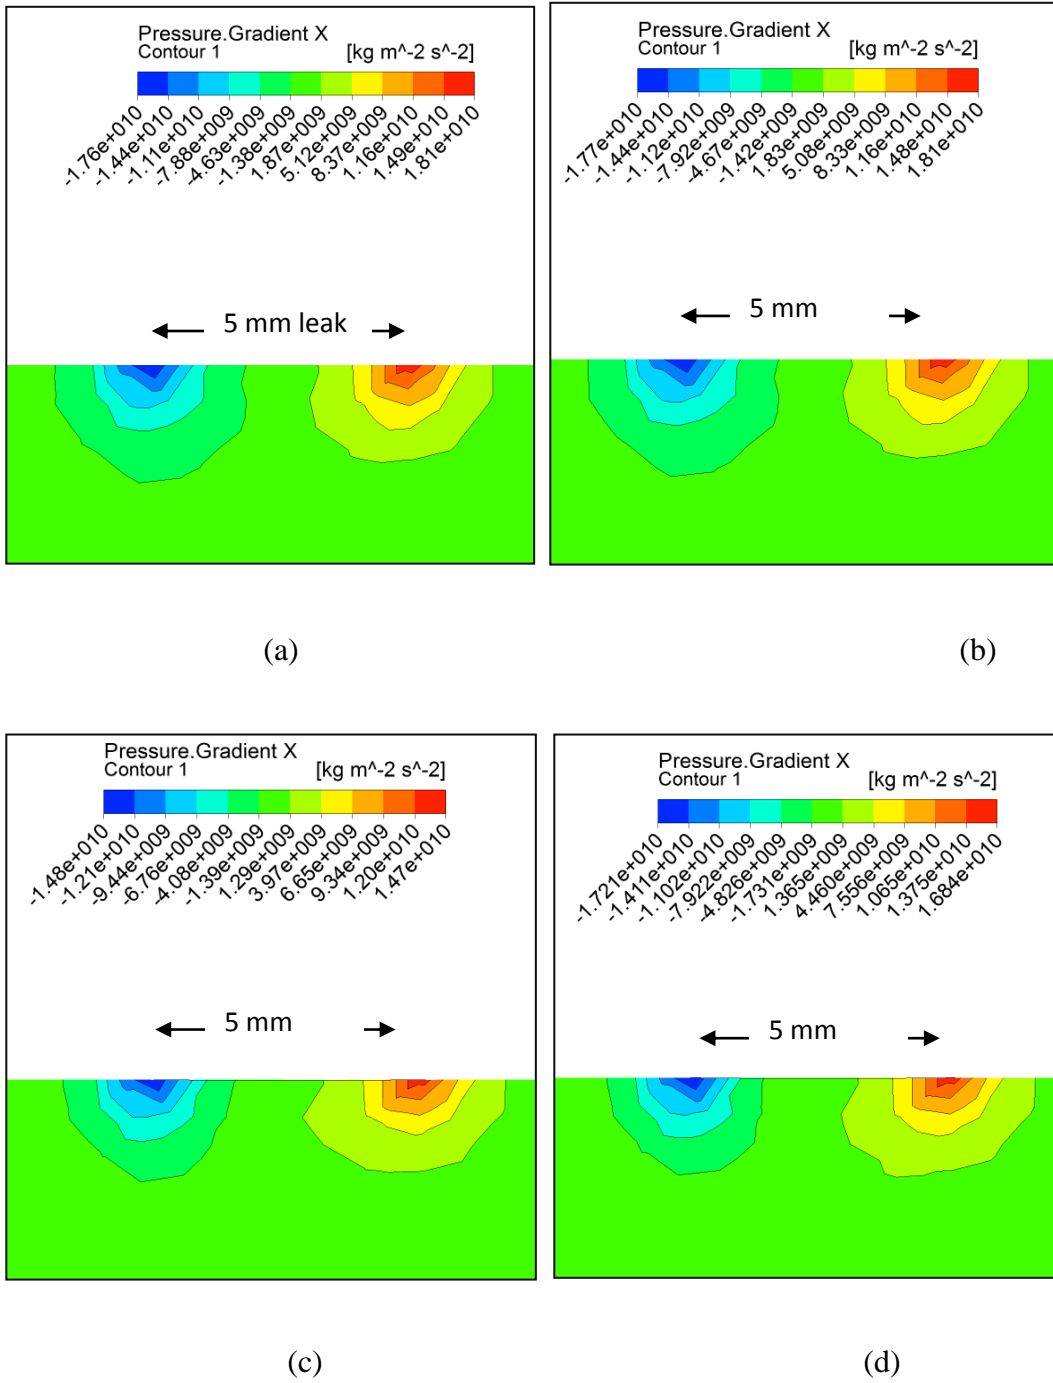 Pressure.Gradient X
Contour 1 [kg m^-2 s^-2]
-1.76e+010
-1.44e+010
-1.11e+010
-7.88e+009
-4.63e+009
-1.38e+009
1.87e+009
5.12e+009
8.37e+009
1.16e+010
1.49e+010
1.81e+010
5 mm leak
(a)
Pressure.Gradient X
Contour 1 [kg m^-2 s^-2]
-1.77e+010
-1.44e+010
-1.12e+010
-7.92e+009
-4.67e+009
-1.42e+009
1.83e+009
5.08e+009
8.33e+009
1.16e+010
1.48e+010
1.81e+010
5 mm
(b)
Pressure.Gradient X
Contour 1 [kg m^-2 s^-2]
-1.48e+010
-1.21e+010
-9.44e+009
-6.76e+009
-4.08e+009
-1.39e+009
1.29e+009
3.97e+009
6.65e+009
9.34e+009
1.20e+010
1.47e+010
5 mm
(c)
Pressure.Gradient X
Contour 1 [kg m^-2 s^-2]
-1.721e+010
-1.411e+010
-1.102e+010
-7.922e+009
-4.826e+009
-1.731e+009
1.365e+009
4.460e+009
7.556e+009
1.065e+010
1.375e+010
1.684e+010
5 mm
(d)